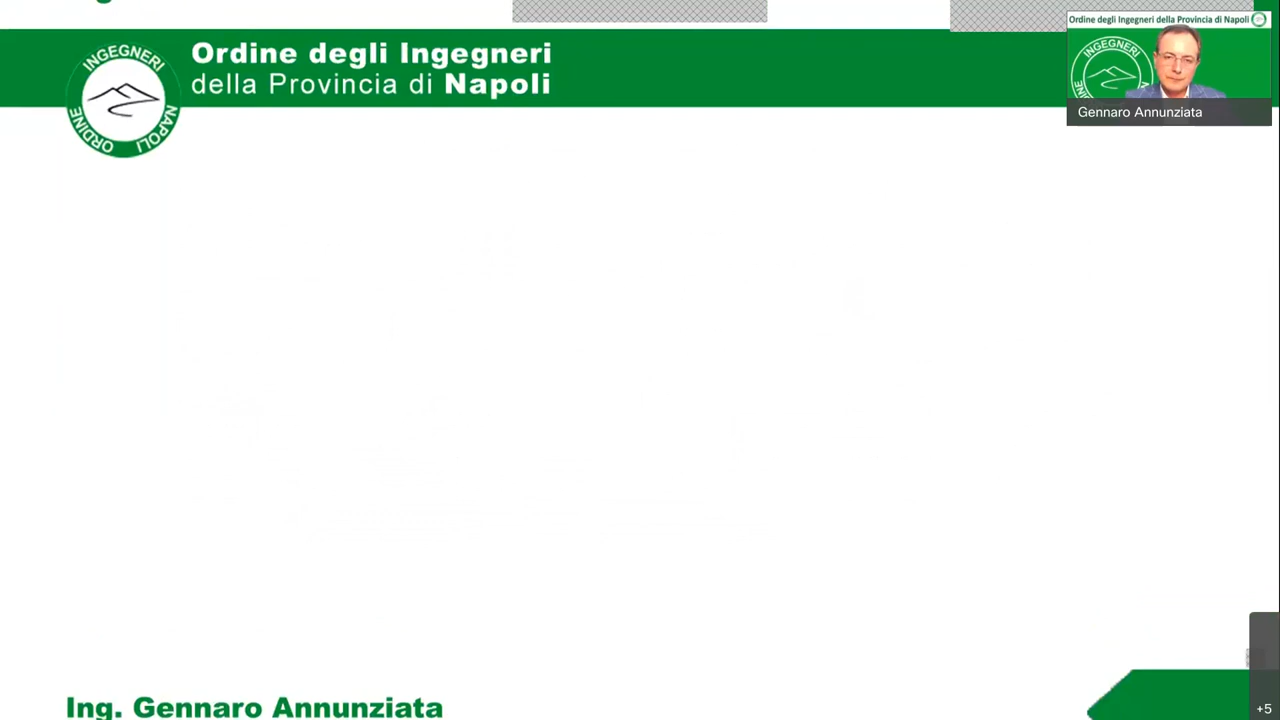 Ordine degli Ingegneri
della Provincia di Napoli
INGEGNERI
NAPOLI
ORDINE
Ordine degli Ingegneri della Provincia di Napoli
INGEGNERI
Gennaro Annunziata
Ing. Gennaro Annunziata
+5